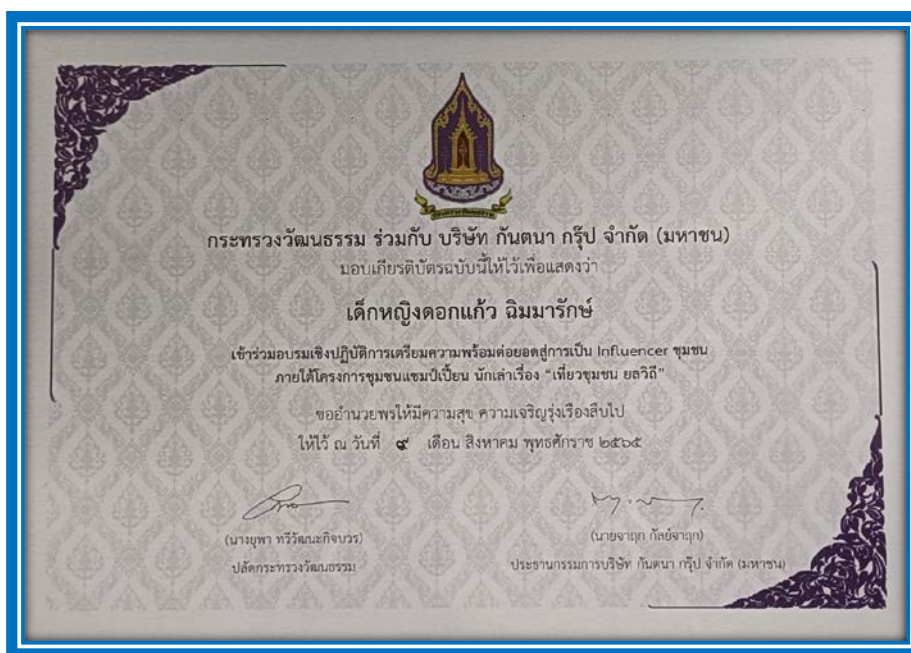 กระทรวงวัฒนธรรม
กระทรวงวัฒนธรรม ร่วมกับ บริษัท กันตนา กรุ๊ป จำกัด (มหาชน)
มอบเกียรติบัตรฉบับนี้ให้ไว้เพื่อแสดงว่า
เด็กหญิงดอกแก้ว ฉิมมารักษ์
เข้าร่วมอบรมเชิงปฏิบัติการเตรียมความพร้อมต่อยอดสู่การเป็น Influencer ชุมชน
ภายใต้โครงการชุมชนแชมป์เปี้ยน นักเล่าเรื่อง “เที่ยวชุมชน ยลวิถี”
ขออำนวยพรให้มีความสุข ความเจริญรุ่งเรืองสืบไป
ให้ไว้ ณ วันที่ ๙ เดือน สิงหาคม พุทธศักราช ๒๕๖๕
(นางยุพา ทวีวัฒนะกิจบวร) (นายจาฤก กัลย์จาฤก)
ปลัดกระทรวงวัฒนธรรม ประธานกรรมการบริษัท กันตนา กรุ๊ป จำกัด (มหาชน)